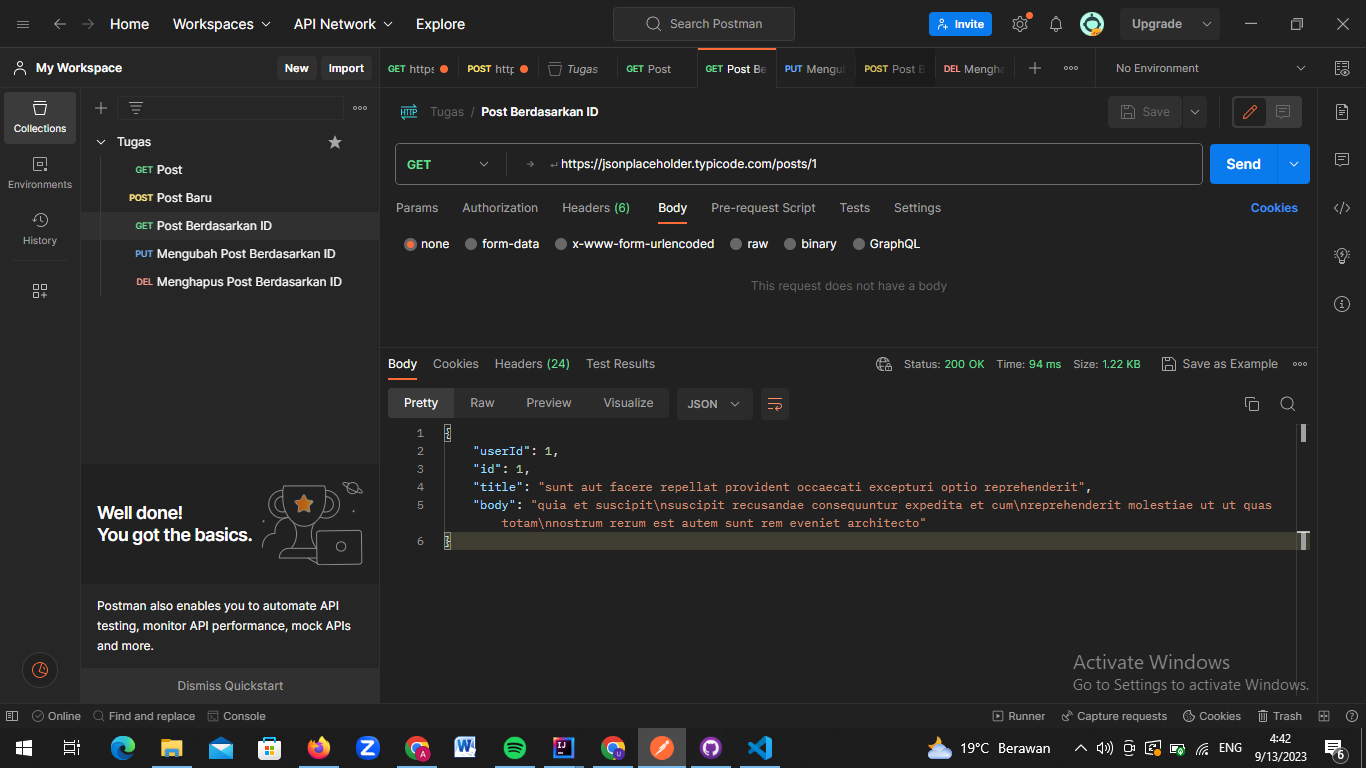 Home Workspaces API Network Explore Search Postman Invite Upgrade
My Workspace New Import GET https POST http Tugas GET Post GET Post Be PUT Mengut POST Post B DEL Mengha No Environment
HTTP Tugas / Post Berdasarkan ID Save
Collections
Environments
History
Tugas
GET Post
POST Post Baru
GET Post Berdasarkan ID
PUT Mengubah Post Berdasarkan ID
DEL Menghapus Post Berdasarkan ID
GET → ↵ https://jsonplaceholder.typicode.com/posts/1 Send
Params Authorization Headers (6) Body Pre-request Script Tests Settings Cookies
none form-data x-www-form-urlencoded raw binary GraphQL
This request does not have a body
Body Cookies Headers (24) Test Results Status: 200 OK Time: 94 ms Size: 1.22 KB Save as Example
Pretty Raw Preview Visualize JSON
1 {
2 "userId": 1,
3 "id": 1,
4 "title": "sunt aut facere repellat provident occaecati excepturi optio reprehenderit",
5 "body": "quia et suscipit\nsuscipit recusandae consequuntur expedita et cum\nreprehenderit molestiae ut ut quas
totam\nnostrum rerum est autem sunt rem eveniet architecto"
6 }
Well done!
You got the basics.
Postman also enables you to automate API
testing, monitor API performance, mock APIs
and more.
Dismiss Quickstart
Activate Windows
Go to Settings to activate Windows.
Online Find and replace Console Runner Capture requests Cookies Trash
19°C Berawan ENG 4:42
9/13/2023
6